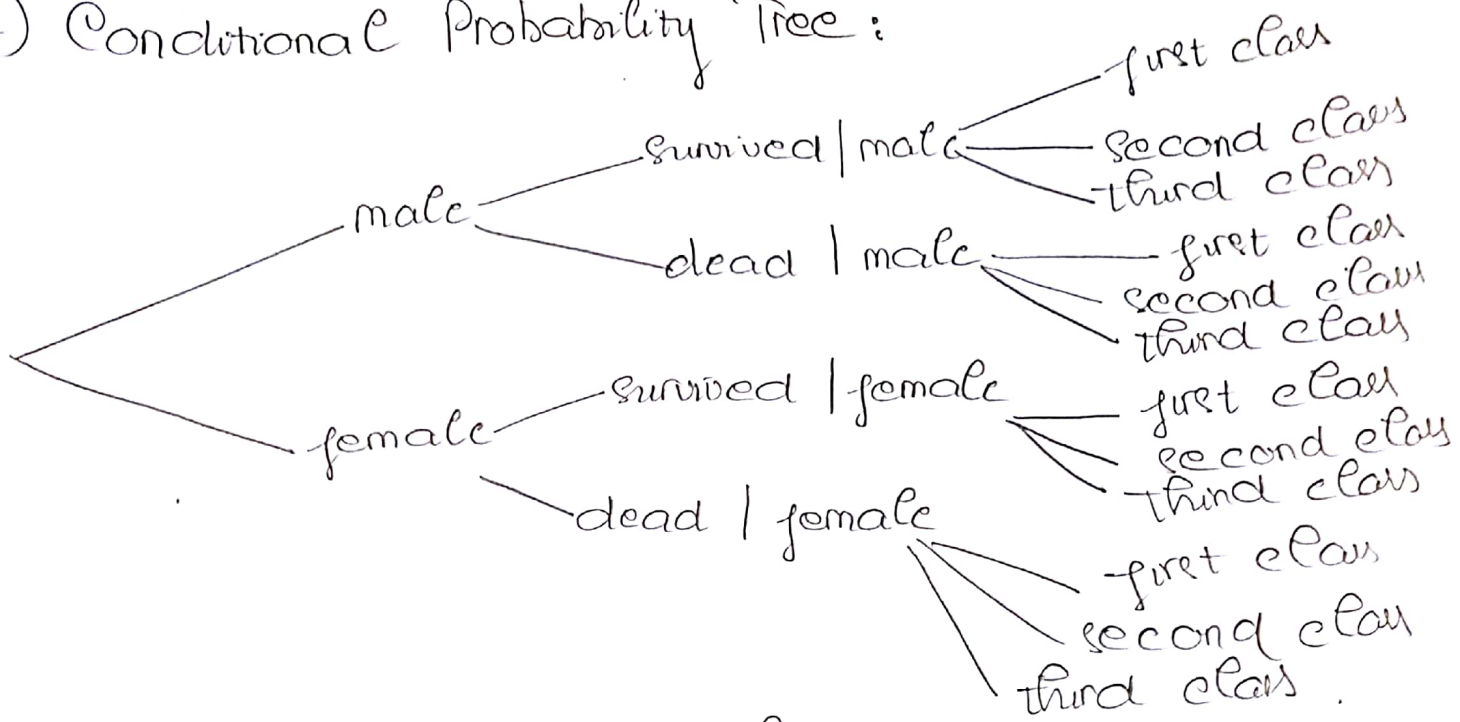 ) Conditional Probability Tree :
first class
survived | male
second class
third class
male
dead | male
first class
second class
third class
survived | female
first class
second class
third class
female
dead | female
first class
second class
third class .